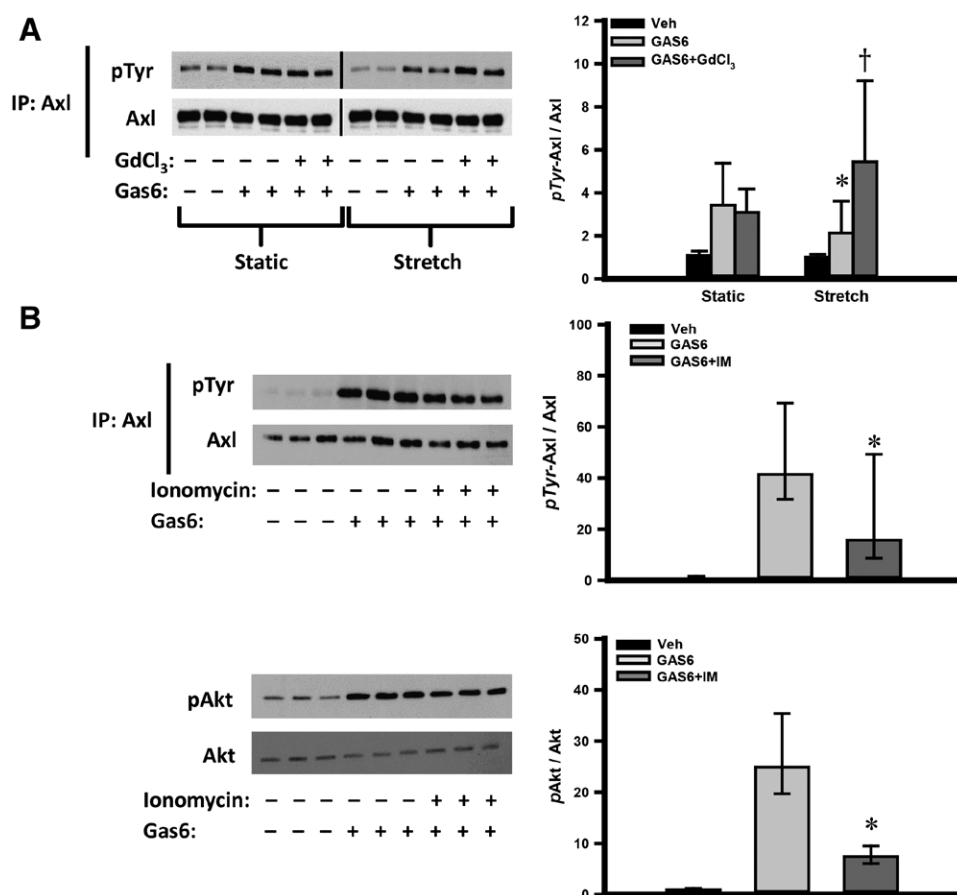 A
IP: Axl
pTyr
Axl
GdCl₃: – – – – + + – – – – + +
Gas6: – – + + + + – – + + + +
Static Stretch
Veh
GAS6
GAS6+GdCl₃
pTyr-Axl / Axl
12
10
8
6
4
2
0
* †
Static Stretch
B
IP: Axl
pTyr
Axl
Ionomycin: – – – – – – + + +
Gas6: – – – + + + + + +
Veh
GAS6
GAS6+IM
pTyr-Axl / Axl
100
80
60
40
20
0
*
pAkt
Akt
Ionomycin: – – – – – – + + +
Gas6: – – – + + + + + +
Veh
GAS6
GAS6+IM
pAkt / Akt
50
40
30
20
10
0
*